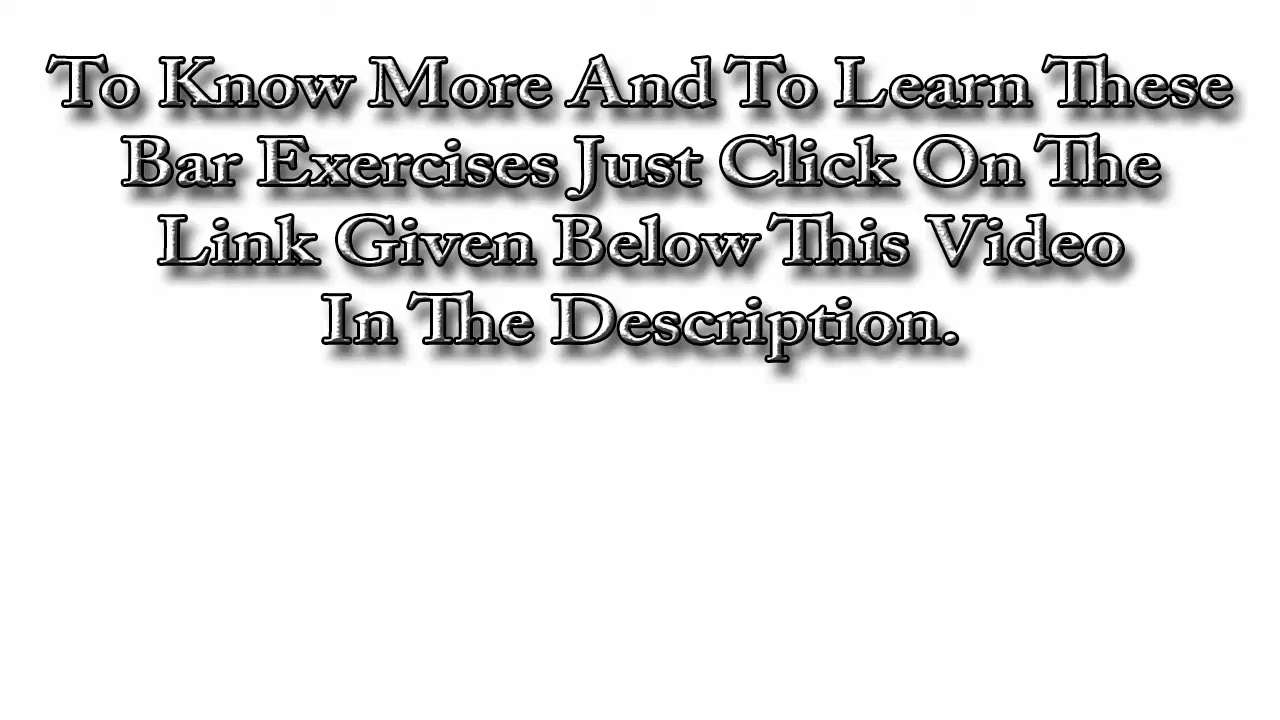 To Know More And To Learn These
Bar Exercises Just Click On The
Link Given Below This Video
In The Description.